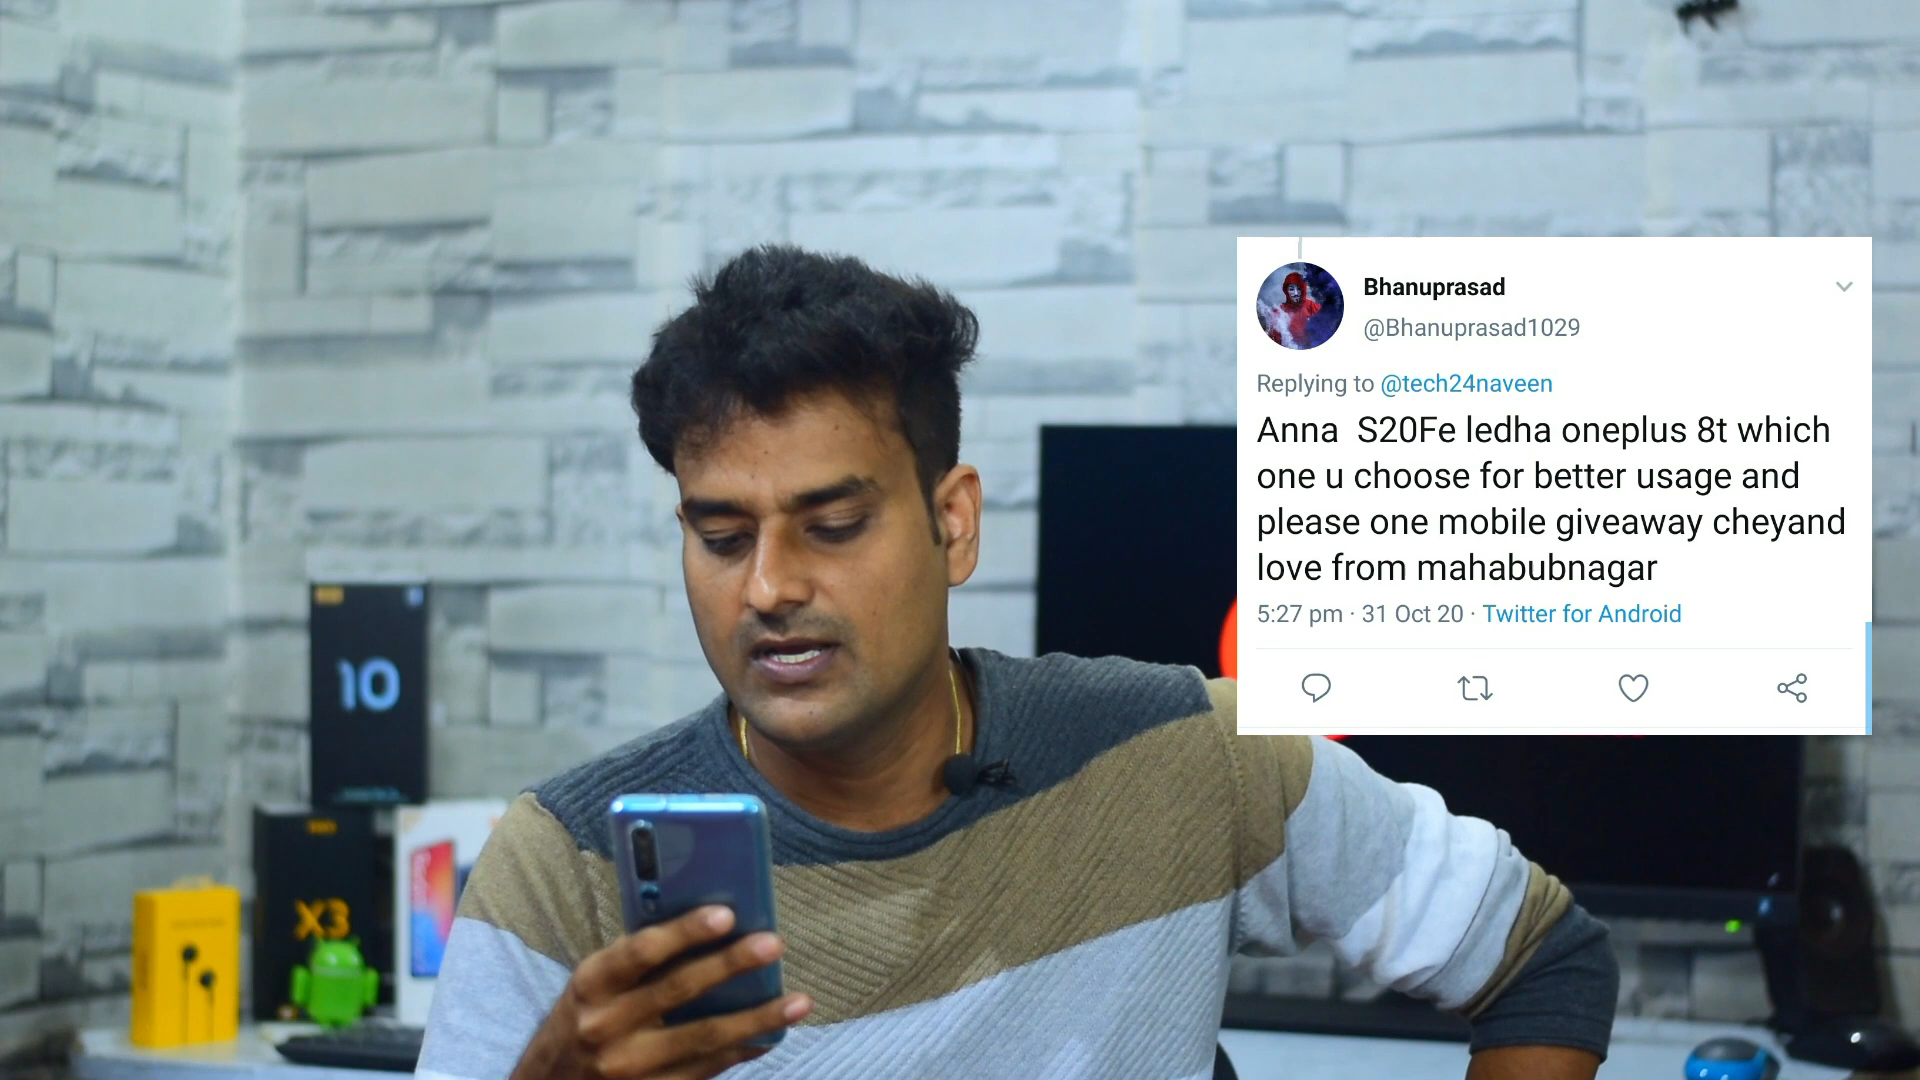 Bhanuprasad
@Bhanuprasad1029
Replying to @tech24naveen
Anna  S20Fe ledha oneplus 8t which
one u choose for better usage and
please one mobile giveaway cheyand
love from mahabubnagar
5:27 pm · 31 Oct 20 · Twitter for Android
10
X3